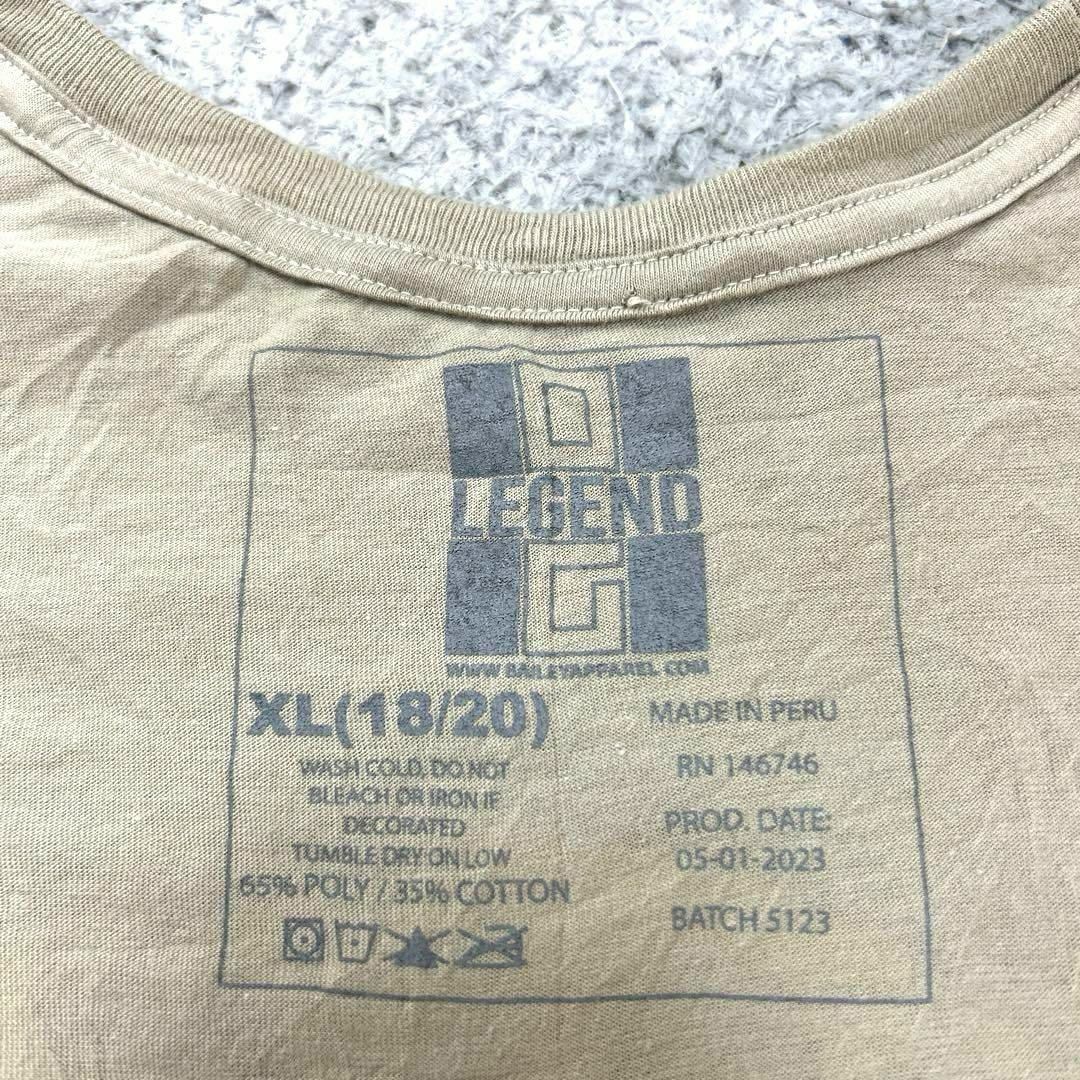 O
LEGEND
G
WWW.BAILEYAPPAREL.COM
XL(18/20)
WASH COLD, DO NOT
BLEACH OR IRON IF
DECORATED
TUMBLE DRY ON LOW
65% POLY / 35% COTTON
MADE IN PERU
RN 146746
PROD. DATE:
05-01-2023
BATCH 5123